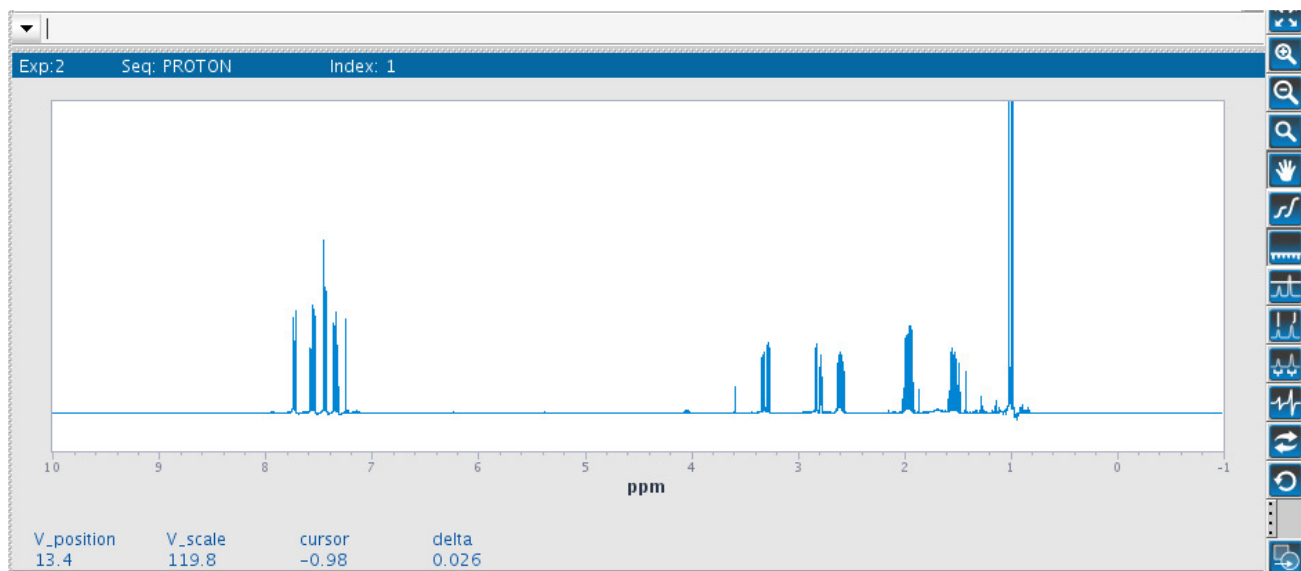 Exp:2 Seq: PROTON Index: 1
10 9 8 7 6 5 4 3 2 1 0 -1
ppm
V_position V_scale cursor delta
13.4 119.8 -0.98 0.026